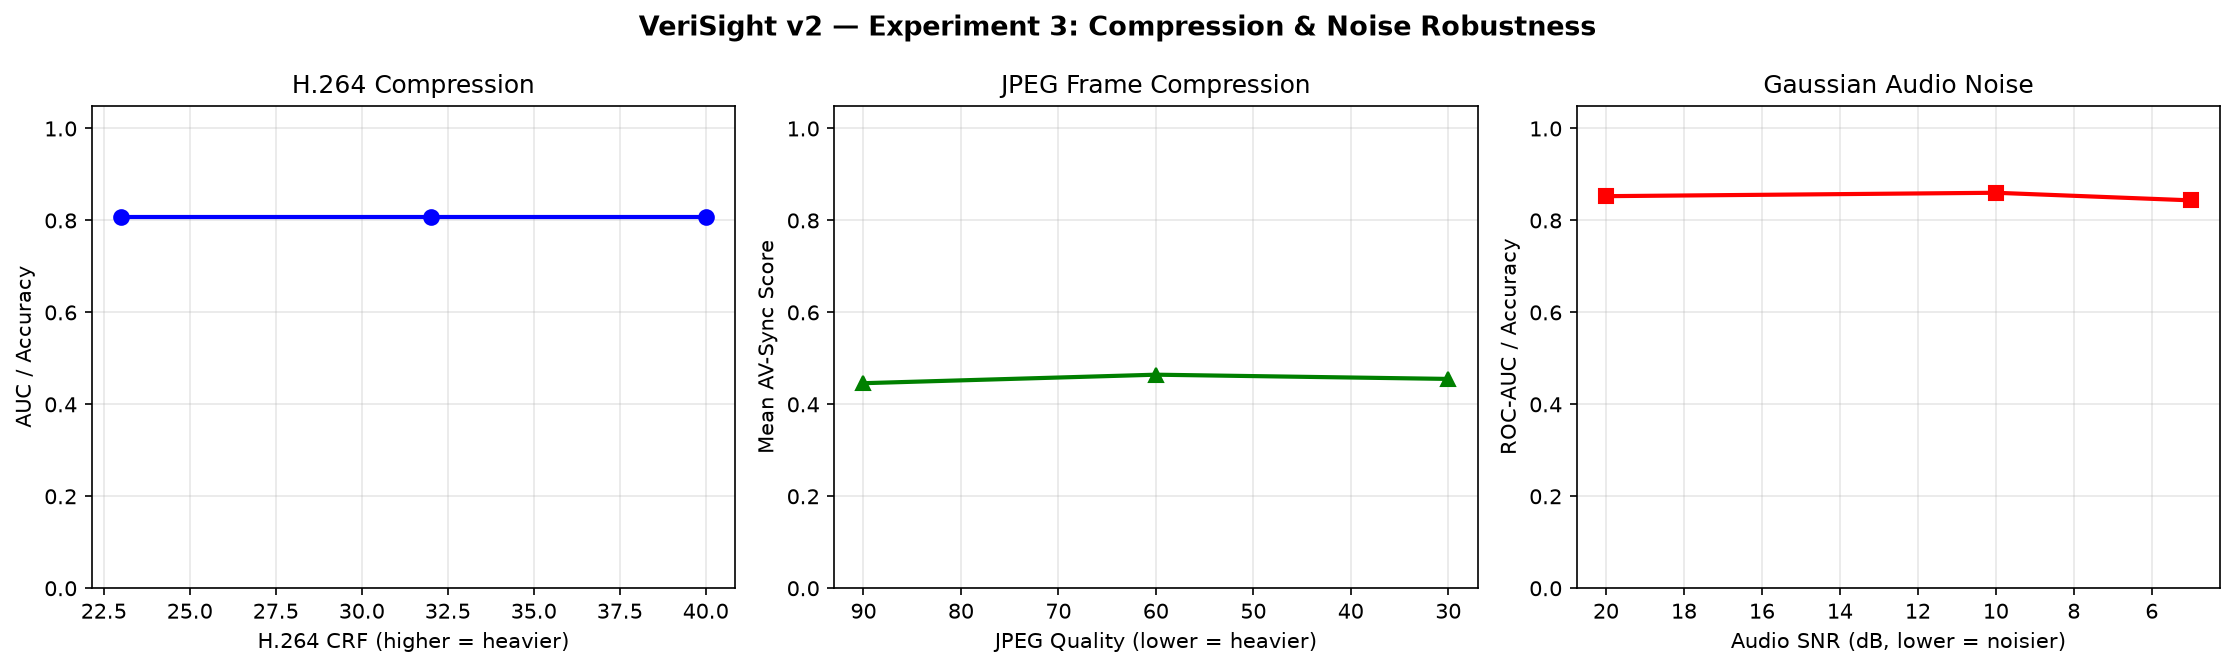 VeriSight v2 — Experiment 3: Compression & Noise Robustness
H.264 Compression
AUC / Accuracy
1.0
0.8
0.6
0.4
0.2
0.0
22.5 25.0 27.5 30.0 32.5 35.0 37.5 40.0
H.264 CRF (higher = heavier)
JPEG Frame Compression
Mean AV-Sync Score
1.0
0.8
0.6
0.4
0.2
0.0
90 80 70 60 50 40 30
JPEG Quality (lower = heavier)
Gaussian Audio Noise
ROC-AUC / Accuracy
1.0
0.8
0.6
0.4
0.2
0.0
20 18 16 14 12 10 8 6
Audio SNR (dB, lower = noisier)